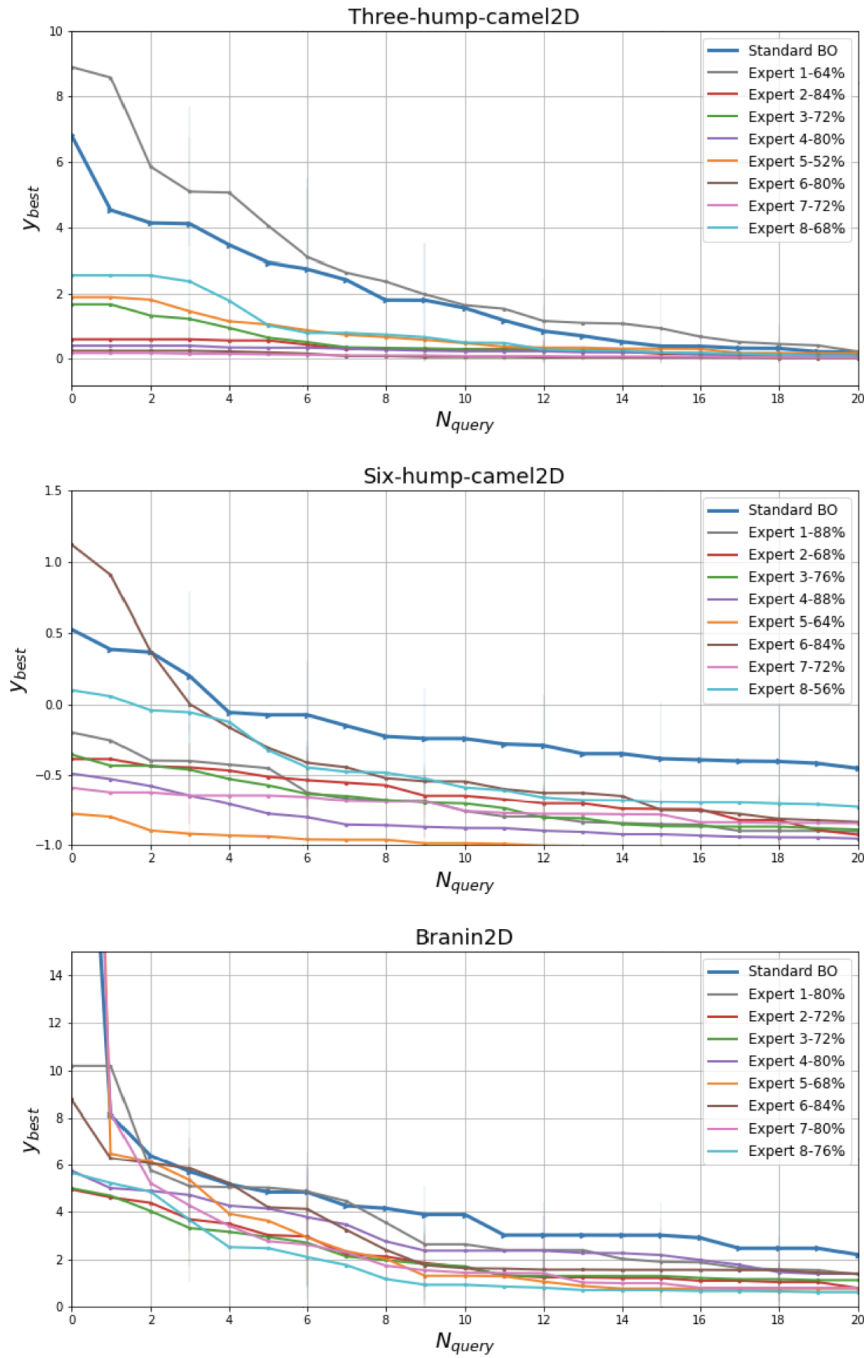 Three-hump-camel2D
10
8
6
4
2
0
y_best
Standard BO
Expert 1-64%
Expert 2-84%
Expert 3-72%
Expert 4-80%
Expert 5-52%
Expert 6-80%
Expert 7-72%
Expert 8-68%
0 2 4 6 8 10 12 14 16 18 20
N_query
Six-hump-camel2D
1.5
1.0
0.5
0.0
−0.5
−1.0
y_best
Standard BO
Expert 1-88%
Expert 2-68%
Expert 3-76%
Expert 4-88%
Expert 5-64%
Expert 6-84%
Expert 7-72%
Expert 8-56%
0 2 4 6 8 10 12 14 16 18 20
N_query
Branin2D
14
12
10
8
6
4
2
0
y_best
Standard BO
Expert 1-80%
Expert 2-72%
Expert 3-72%
Expert 4-80%
Expert 5-68%
Expert 6-84%
Expert 7-80%
Expert 8-76%
0 2 4 6 8 10 12 14 16 18 20
N_query